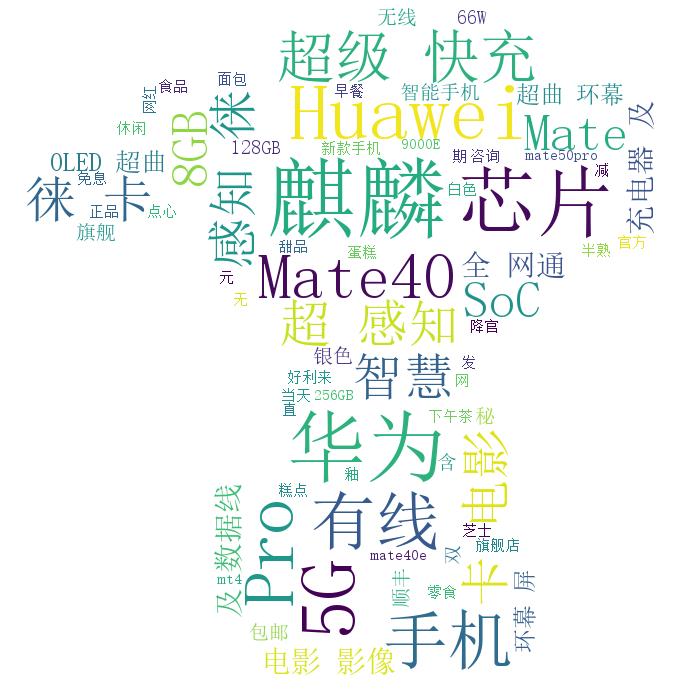 无线
66W
超级 快充
食品
面包
网红
早餐
智能手机
超曲 环幕
Huawei
徕
8GB
Mate
充电器 及
休闲
128GB
新款手机
9000E
期
咨询
mate50pro
OLED 超曲
麒麟
芯片
减
免息
白色
徕 卡
正品
点心
感知
旗舰
甜品
蛋糕
半熟
官方
Mate40
全 网通
元
无
SoC
超 感知
降官
银色
智慧
发
好利来
网
当天
256GB
直
华为
下午茶
秘
电影
含
釉
糕点
有线
及 数据线
Pro
芝士
旗舰店
双
mate40e
5G
mt4
顺丰
零食
卡
环幕 屏
手机
包邮
电影 影像